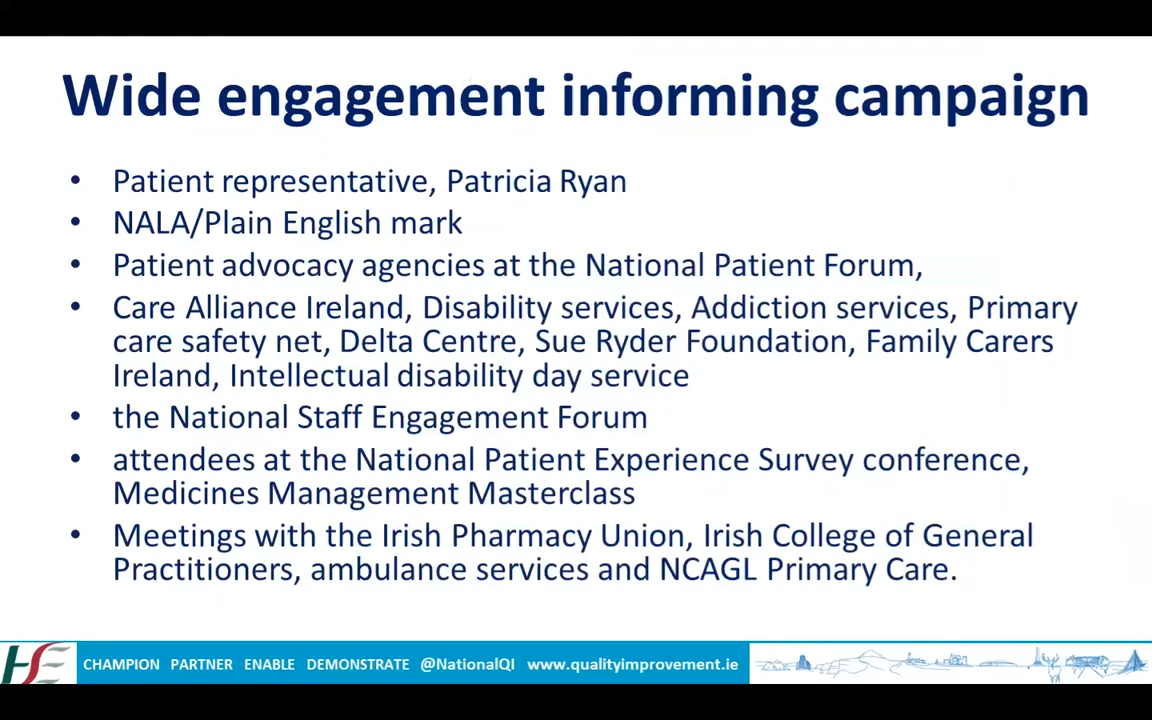 Wide engagement informing campaign
• Patient representative, Patricia Ryan
• NALA/Plain English mark
• Patient advocacy agencies at the National Patient Forum,
• Care Alliance Ireland, Disability services, Addiction services, Primary
care safety net, Delta Centre, Sue Ryder Foundation, Family Carers
Ireland, Intellectual disability day service
• the National Staff Engagement Forum
• attendees at the National Patient Experience Survey conference,
Medicines Management Masterclass
• Meetings with the Irish Pharmacy Union, Irish College of General
Practitioners, ambulance services and NCAGL Primary Care.
HSE CHAMPION PARTNER ENABLE DEMONSTRATE @NationalQI www.qualityimprovement.ie